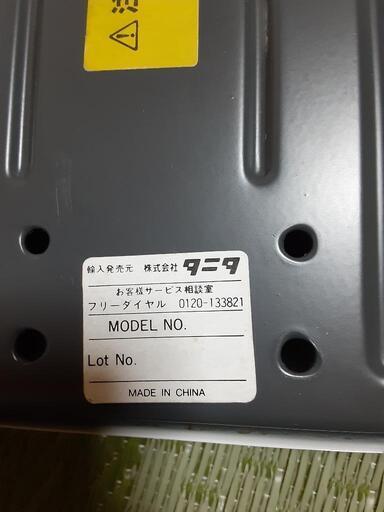 注
輸入発売元 株式会社 タニタ
お客様サービス相談室
フリーダイヤル 0120-133821
MODEL NO.
Lot No.
MADE IN CHINA